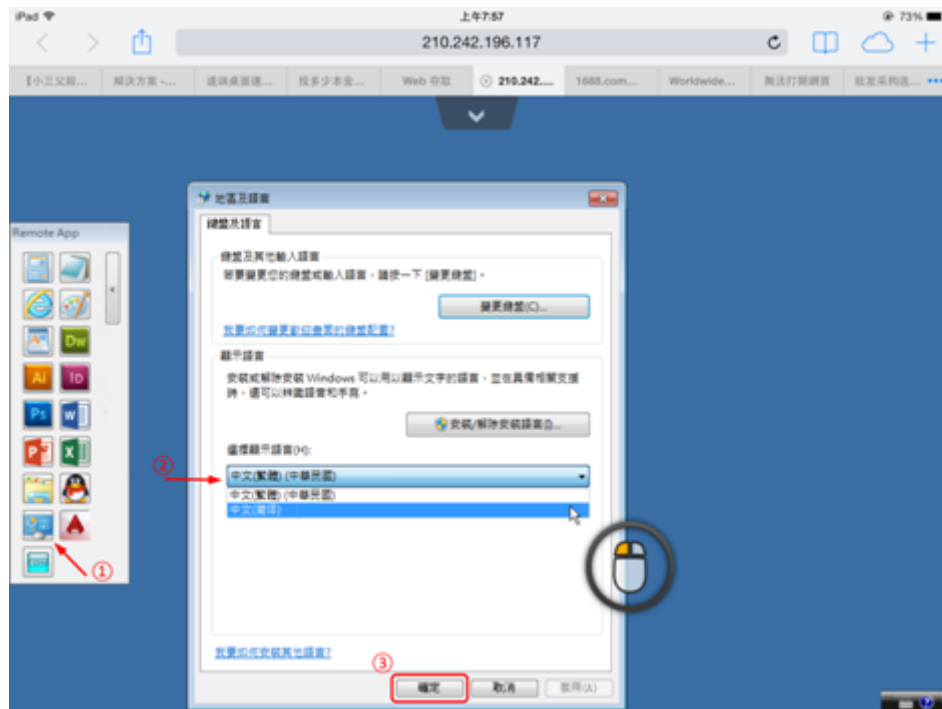 iPad
上午7:57
73%
210.242.196.117
【小三父親...
解決方案 -...
遠端桌面連...
投多少本金...
Web 存取
210.242....
1688.com...
Worldwide...
無法打開網頁
批发采购选...
地區及語言
Remote App
鍵盤及語言
鍵盤及其他輸入語言
若要變更您的鍵盤或輸入語言，請按一下 [變更鍵盤]。
變更鍵盤(C)...
我要如何變更歡迎畫面的鍵盤配置?
顯示語言
安裝或解除安裝 Windows 可以用以顯示文字的語言，並在具備相關支援
時，還可以辨識語音和手寫。
安裝/解除安裝語言(I)...
選擇顯示語言(H):
②
中文(繁體) (中華民國)
中文(繁體) (中華民國)
中文(简体)
Dw
Ai
ID
Ps
W
P
X
①
我要如何安裝其他語言?
③
確定
取消
套用(A)